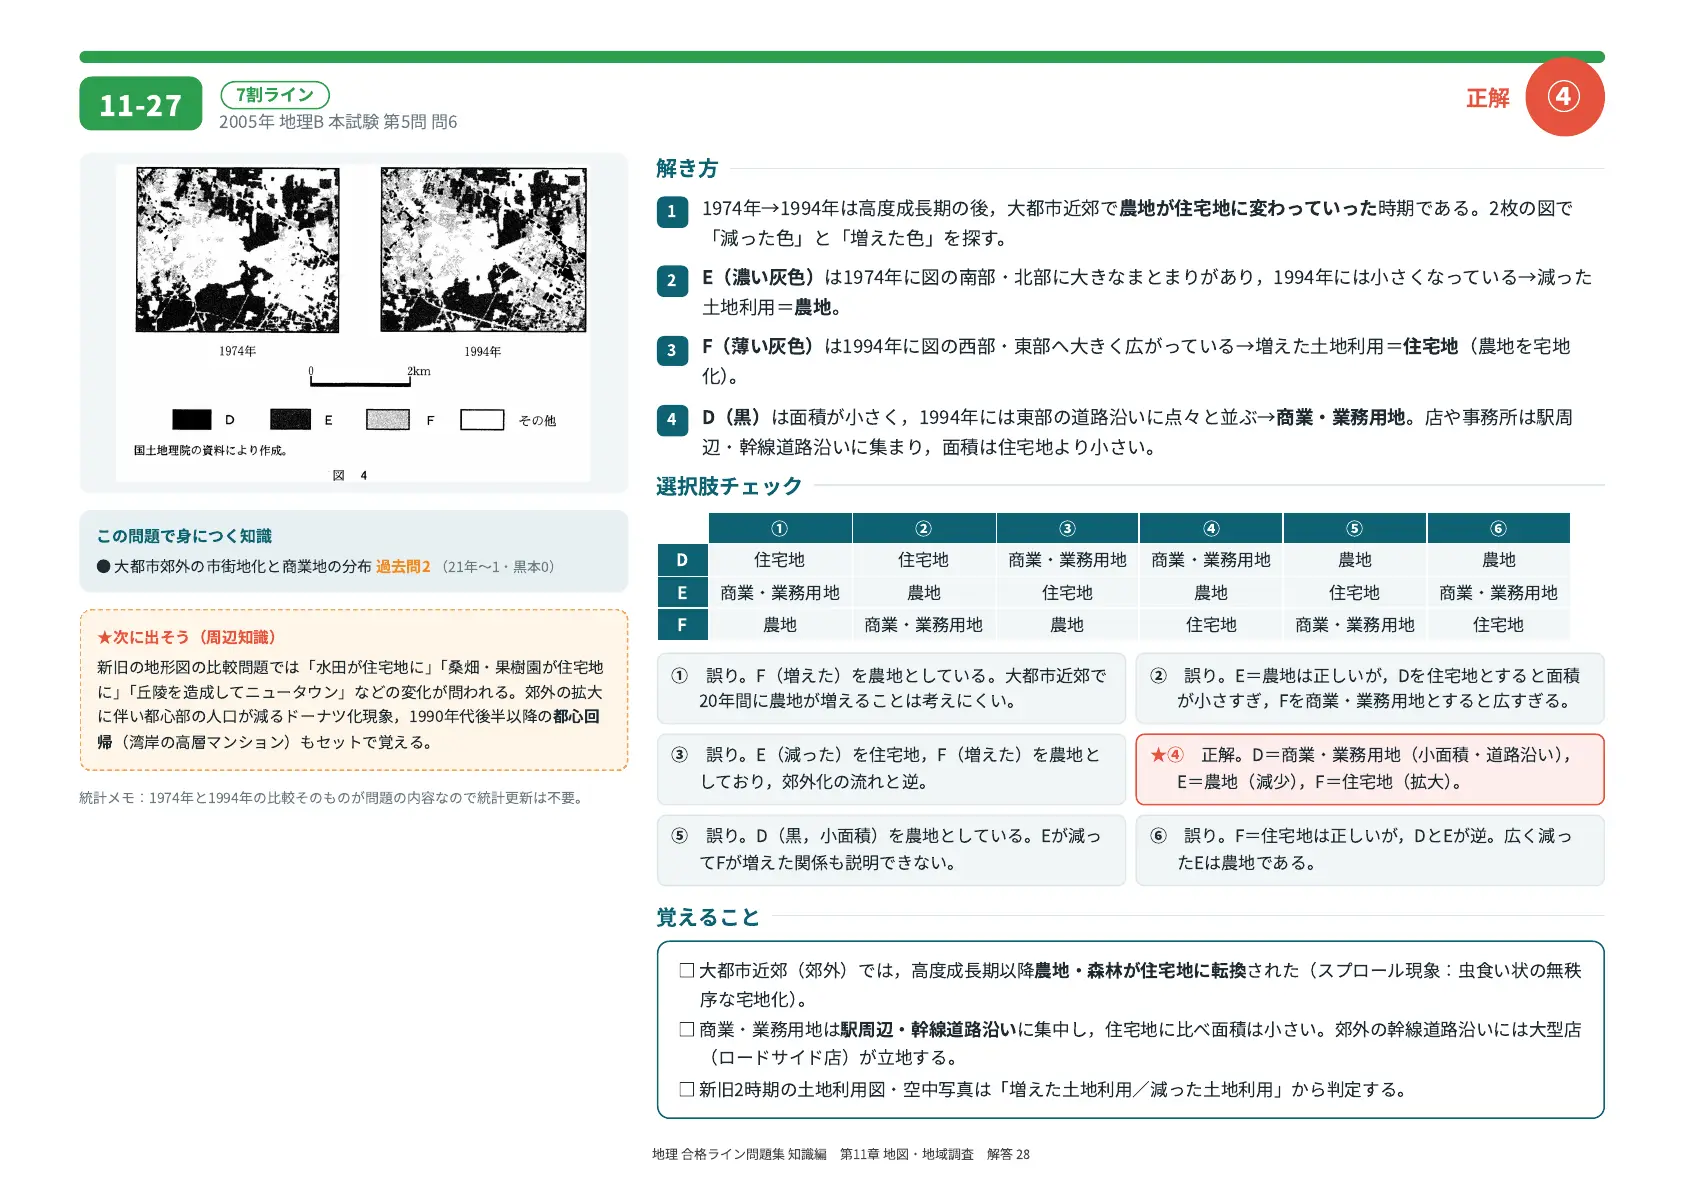 11-27
7割ライン
2005年 地理B 本試験 第5問 問6
正解 ④
1974年
1994年
0 2km
D E F その他
国土地理院の資料により作成。
図 4
この問題で身につく知識
●大都市郊外の市街地化と商業地の分布 過去問2 （21年〜1・黒本0）
★次に出そう（周辺知識）
新旧の地形図の比較問題では「水田が住宅地に」「桑畑・果樹園が住宅地
に」「丘陵を造成してニュータウン」などの変化が問われる。郊外の拡大
に伴い都心部の人口が減るドーナツ化現象，1990年代後半以降の都心回
帰（湾岸の高層マンション）もセットで覚える。
統計メモ：1974年と1994年の比較そのものが問題の内容なので統計更新は不要。
解き方
1 1974年→1994年は高度成長期の後，大都市近郊で農地が住宅地に変わっていった時期である。2枚の図で
「減った色」と「増えた色」を探す。
2 E（濃い灰色）は1974年に図の南部・北部に大きなまとまりがあり，1994年には小さくなっている→減った
土地利用＝農地。
3 F（薄い灰色）は1994年に図の西部・東部へ大きく広がっている→増えた土地利用＝住宅地（農地を宅地
化）。
4 D（黒）は面積が小さく，1994年には東部の道路沿いに点々と並ぶ→商業・業務用地。店や事務所は駅周
辺・幹線道路沿いに集まり，面積は住宅地より小さい。
選択肢チェック
① ② ③ ④ ⑤ ⑥
D 住宅地 住宅地 商業・業務用地 商業・業務用地 農地 農地
E 商業・業務用地 農地 住宅地 農地 住宅地 商業・業務用地
F 農地 商業・業務用地 農地 住宅地 商業・業務用地 住宅地
① 誤り。F（増えた）を農地としている。大都市近郊で
20年間に農地が増えることは考えにくい。
② 誤り。E＝農地は正しいが，Dを住宅地とすると面積
が小さすぎ，Fを商業・業務用地とすると広すぎる。
③ 誤り。E（減った）を住宅地，F（増えた）を農地と
しており，郊外化の流れと逆。
★④ 正解。D＝商業・業務用地（小面積・道路沿い），
E＝農地（減少），F＝住宅地（拡大）。
⑤ 誤り。D（黒，小面積）を農地としている。Eが減っ
てFが増えた関係も説明できない。
⑥ 誤り。F＝住宅地は正しいが，DとEが逆。広く減っ
たEは農地である。
覚えること
□ 大都市近郊（郊外）では，高度成長期以降農地・森林が住宅地に転換された（スプロール現象：虫食い状の無秩
序な宅地化）。
□ 商業・業務用地は駅周辺・幹線道路沿いに集中し，住宅地に比べ面積は小さい。郊外の幹線道路沿いには大型店
（ロードサイド店）が立地する。
□ 新旧2時期の土地利用図・空中写真は「増えた土地利用／減った土地利用」から判定する。
地理 合格ライン問題集 知識編 第11章 地図・地域調査 解答 28